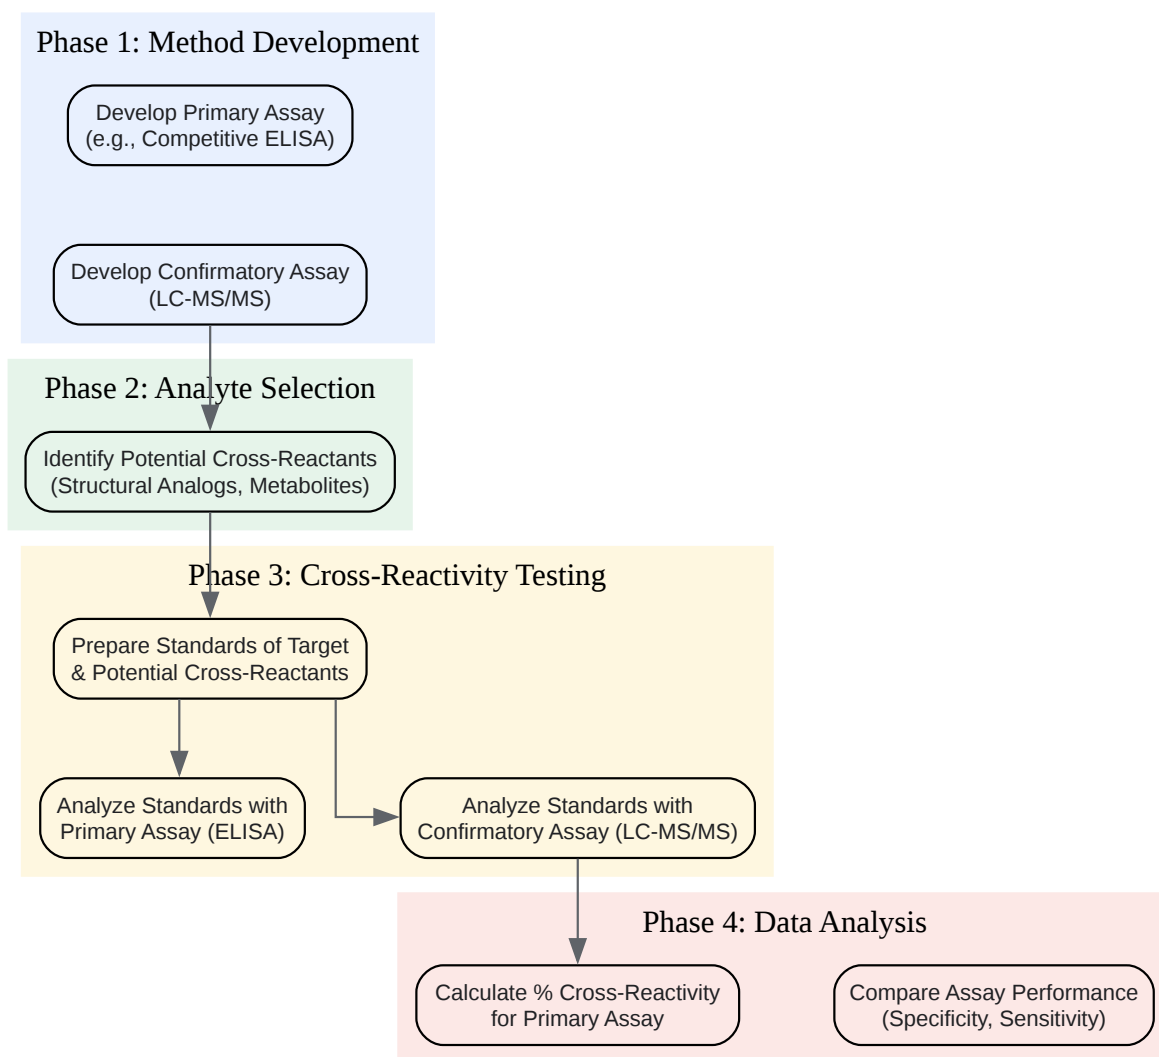 Phase 1: Method Development
Develop Primary Assay
(e.g., Competitive ELISA)
Develop Confirmatory Assay
(LC-MS/MS)
Phase 2: Analyte Selection
Identify Potential Cross-Reactants
(Structural Analogs, Metabolites)
Phase 3: Cross-Reactivity Testing
Prepare Standards of Target
& Potential Cross-Reactants
Analyze Standards with
Primary Assay (ELISA)
Analyze Standards with
Confirmatory Assay (LC-MS/MS)
Phase 4: Data Analysis
Calculate % Cross-Reactivity
for Primary Assay
Compare Assay Performance
(Specificity, Sensitivity)